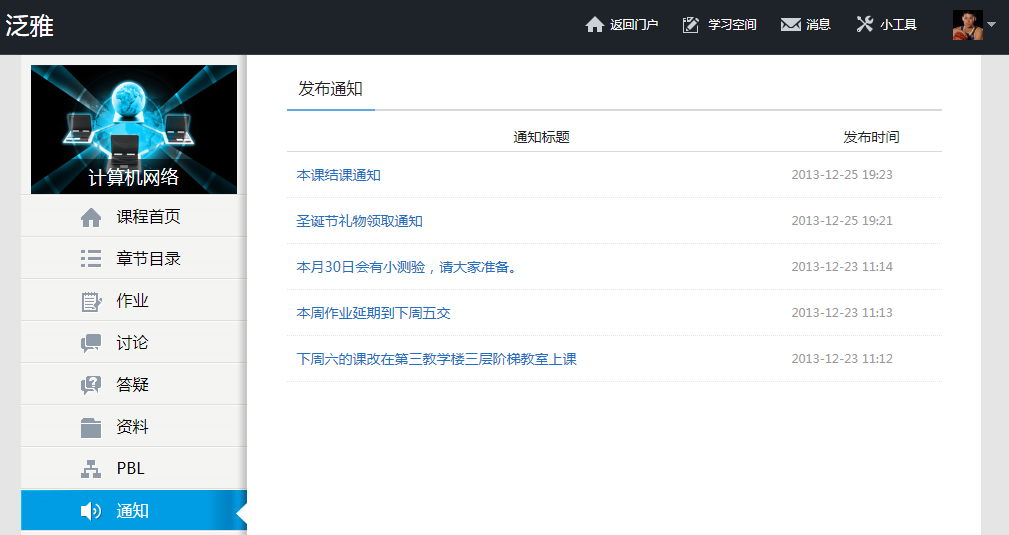 泛雅
返回门户 学习空间 消息 小工具
计算机网络
课程首页
章节目录
作业
讨论
答疑
资料
PBL
通知
发布通知
通知标题 发布时间
本课结课通知 2013-12-25 19:23
圣诞节礼物领取通知 2013-12-25 19:21
本月30日会有小测验，请大家准备。 2013-12-23 11:14
本周作业延期到下周五交 2013-12-23 11:13
下周六的课改在第三教学楼三层阶梯教室上课 2013-12-23 11:12